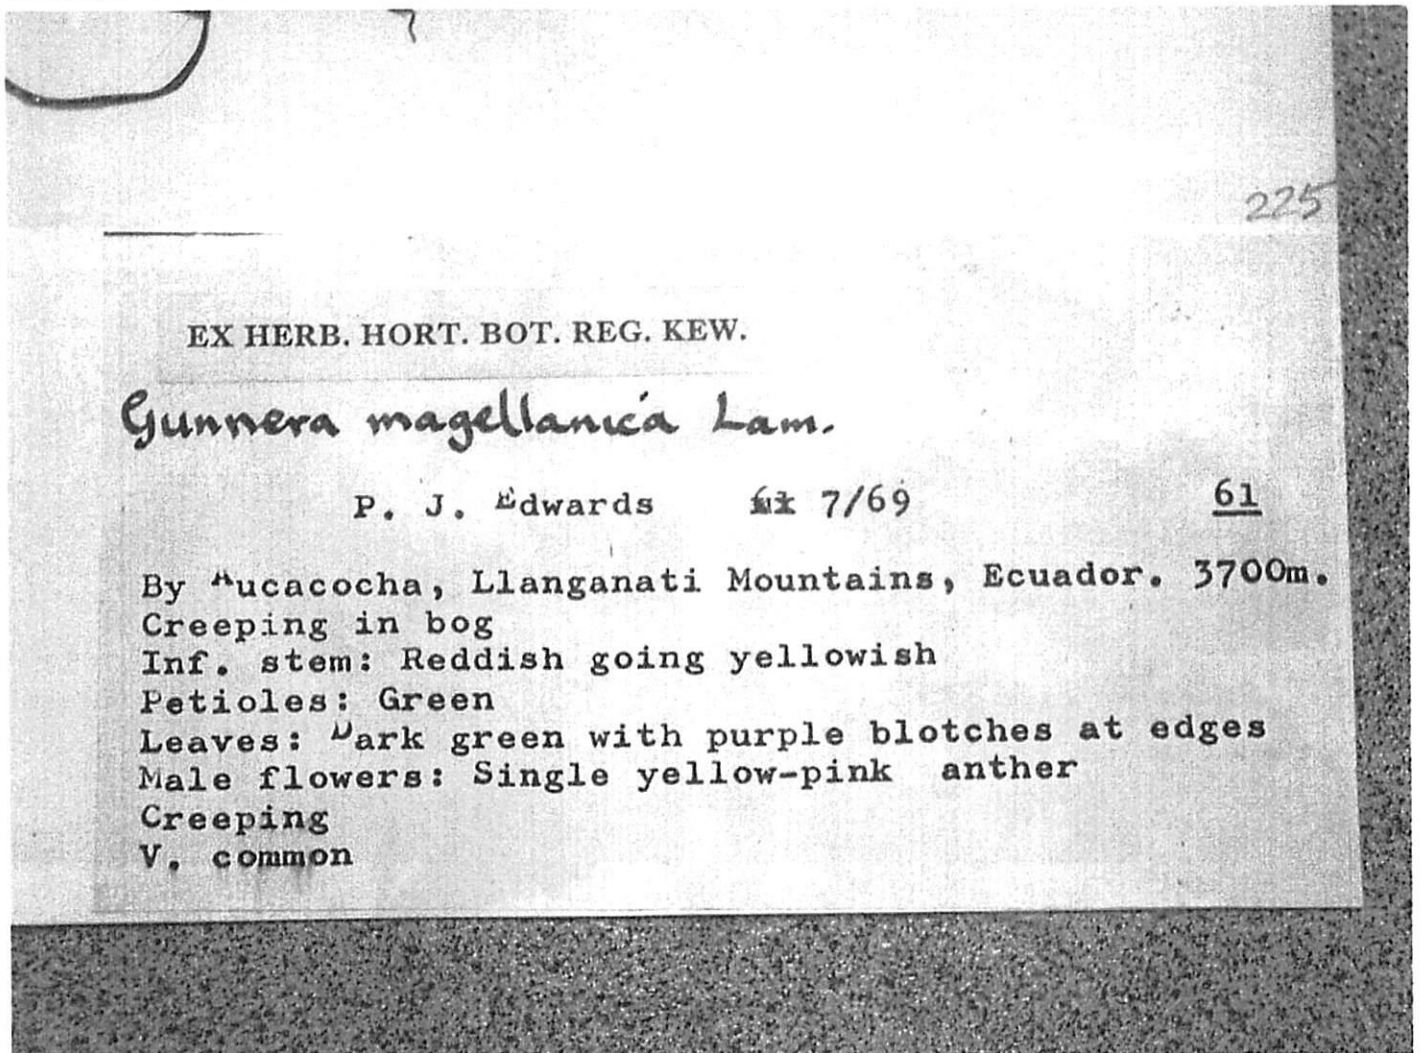 225
EX HERB. HORT. BOT. REG. KEW.
Gunnera magellanica Lam.
P. J. Edwards 7/69 61
By Aucacocha, Llanganati Mountains, Ecuador. 3700m.
Creeping in bog
Inf. stem: Reddish going yellowish
Petioles: Green
Leaves: Dark green with purple blotches at edges
Male flowers: Single yellow-pink anther
Creeping
V. common